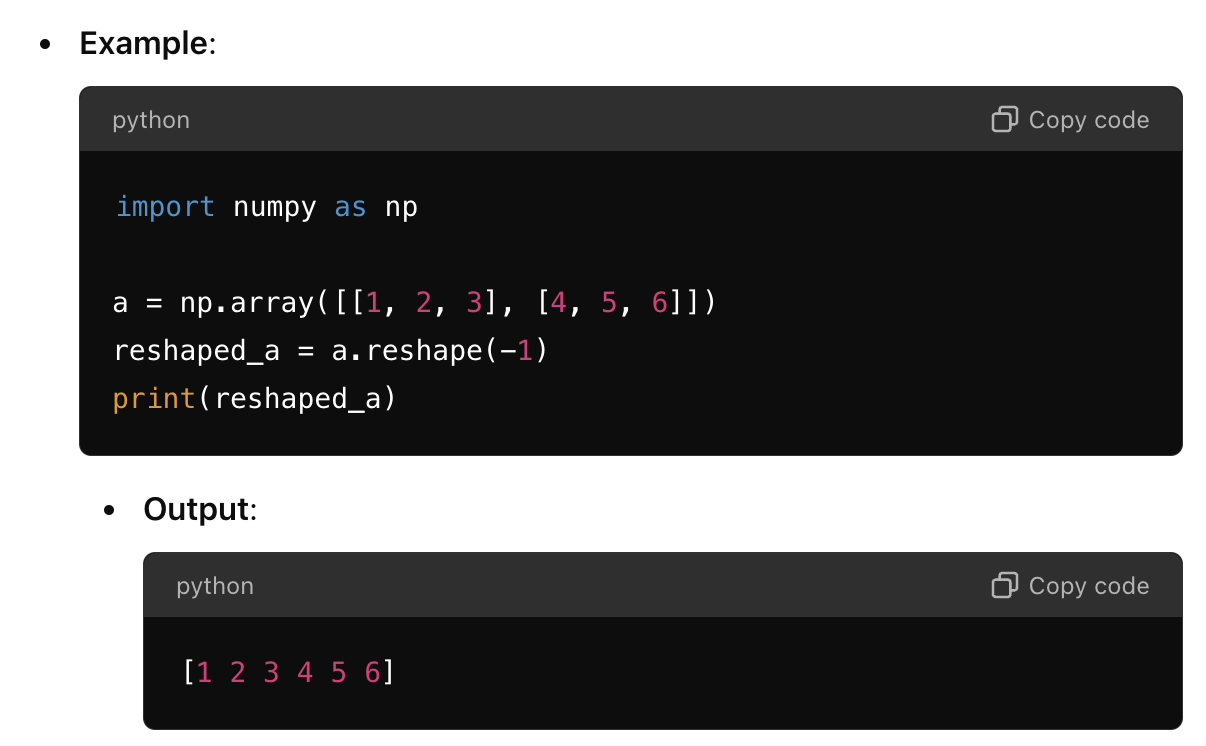 Example:
python
Copy code
import numpy as np
a = np.array([[1, 2, 3], [4, 5, 6]])
reshaped_a = a.reshape(-1)
print(reshaped_a)
Output:
python
Copy code
[1 2 3 4 5 6]